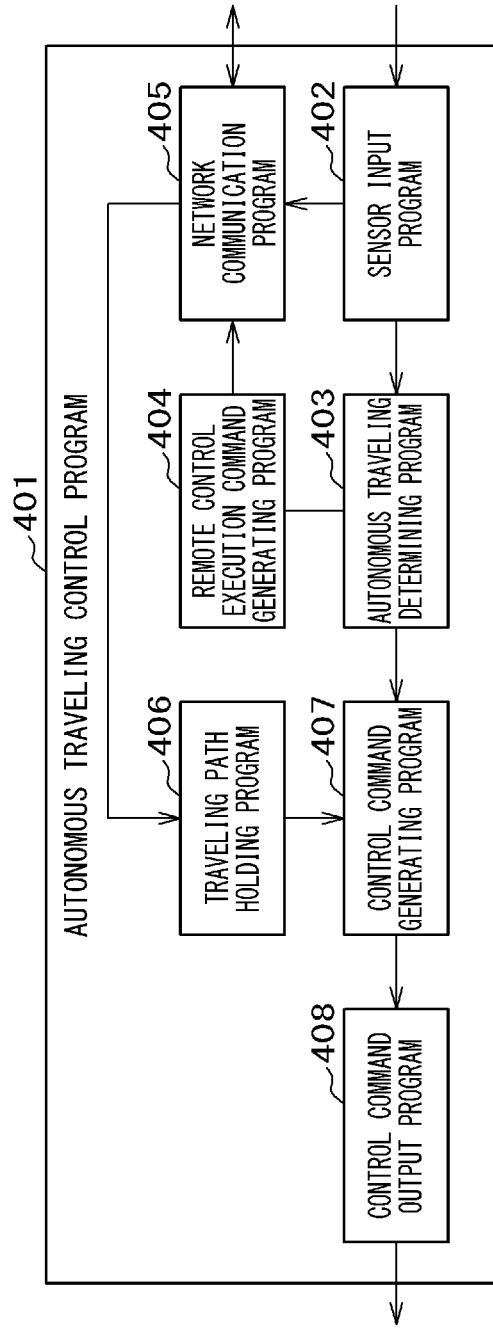 401
AUTONOMOUS TRAVELING CONTROL PROGRAM
406
TRAVELING PATH
HOLDING PROGRAM
404
REMOTE CONTROL
EXECUTION COMMAND
GENERATING PROGRAM
405
NETWORK
COMMUNICATION
PROGRAM
408
CONTROL COMMAND
OUTPUT PROGRAM
407
CONTROL COMMAND
GENERATING PROGRAM
403
AUTONOMOUS TRAVELING
DETERMINING PROGRAM
402
SENSOR INPUT
PROGRAM